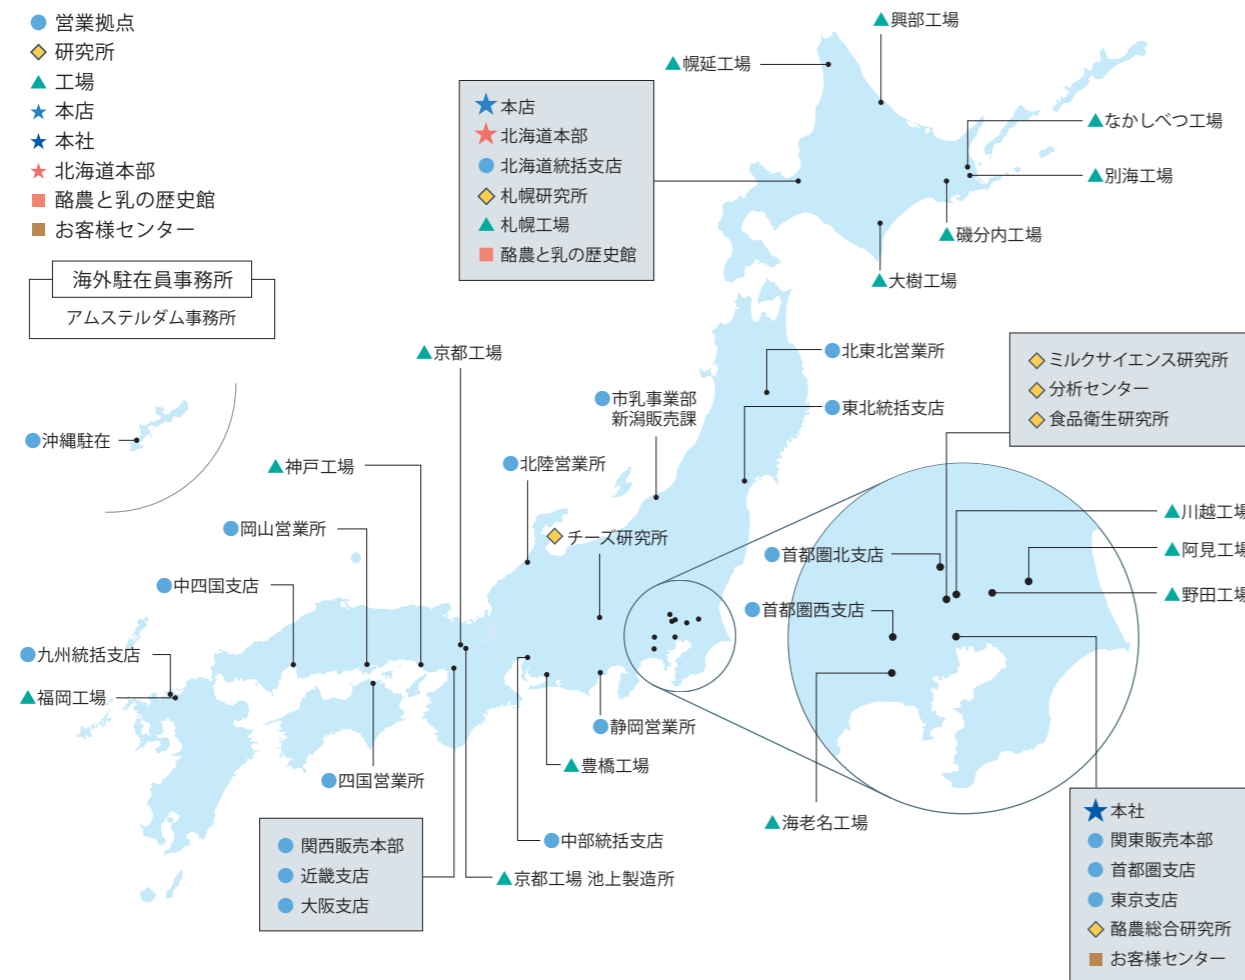 営業拠点
研究所
工場
本店
本社
北海道本部
酪農と乳の歴史館
お客様センター
海外駐在員事務所
アムステルダム事務所
興部工場
幌延工場
本店
北海道本部
北海道統括支店
札幌研究所
札幌工場
酪農と乳の歴史館
なかしべつ工場
別海工場
磯分内工場
大樹工場
京都工場
北東北営業所
市乳事業部
新潟販売課
東北統括支店
ミルクサイエンス研究所
分析センター
食品衛生研究所
沖縄駐在
神戸工場
北陸営業所
岡山営業所
チーズ研究所
中四国支店
川越工場
阿見工場
野田工場
首都圏北支店
首都圏西支店
九州統括支店
福岡工場
静岡営業所
豊橋工場
四国営業所
海老名工場
関西販売本部
近畿支店
大阪支店
中部統括支店
京都工場 池上製造所
本社
関東販売本部
首都圏支店
東京支店
酪農総合研究所
お客様センター